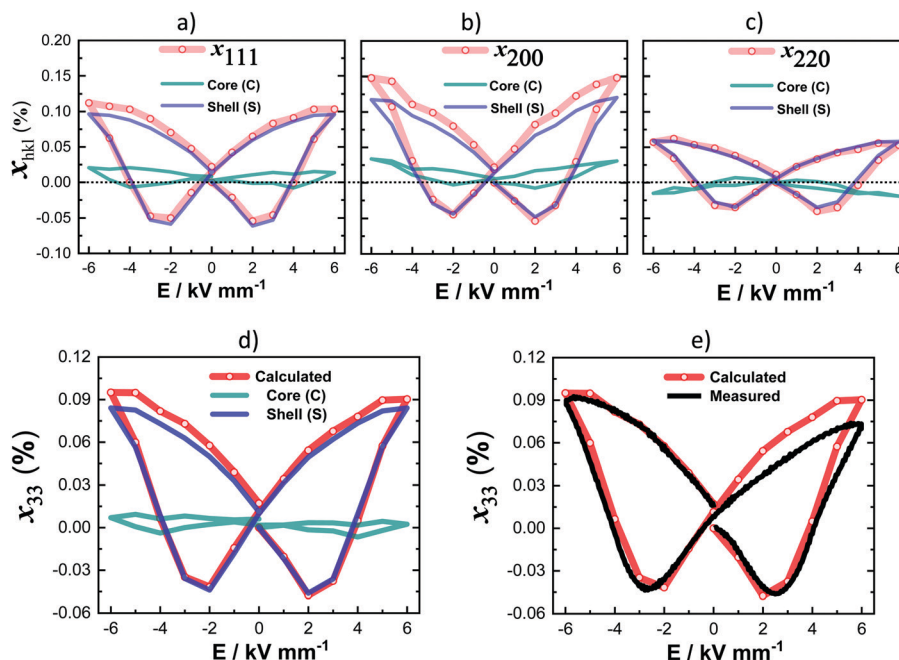 a)
b)
c)
0.20
0.15
0.10
0.05
0.00
-0.05
-0.10
x_hkl (%)
x111
Core (C)
Shell (S)
x200
Core (C)
Shell (S)
x220
Core (C)
Shell (S)
-6 -4 -2 0 2 4 6
-6 -4 -2 0 2 4 6
-6 -4 -2 0 2 4 6
E / kV mm⁻¹
E / kV mm⁻¹
E / kV mm⁻¹
d)
e)
0.12
0.09
0.06
0.03
0.00
-0.03
-0.06
x33 (%)
Calculated
Core (C)
Shell (S)
-6 -4 -2 0 2 4 6
E / kV mm⁻¹
0.12
0.09
0.06
0.03
0.00
-0.03
-0.06
x33 (%)
Calculated
Measured
-6 -4 -2 0 2 4 6
E / kV mm⁻¹